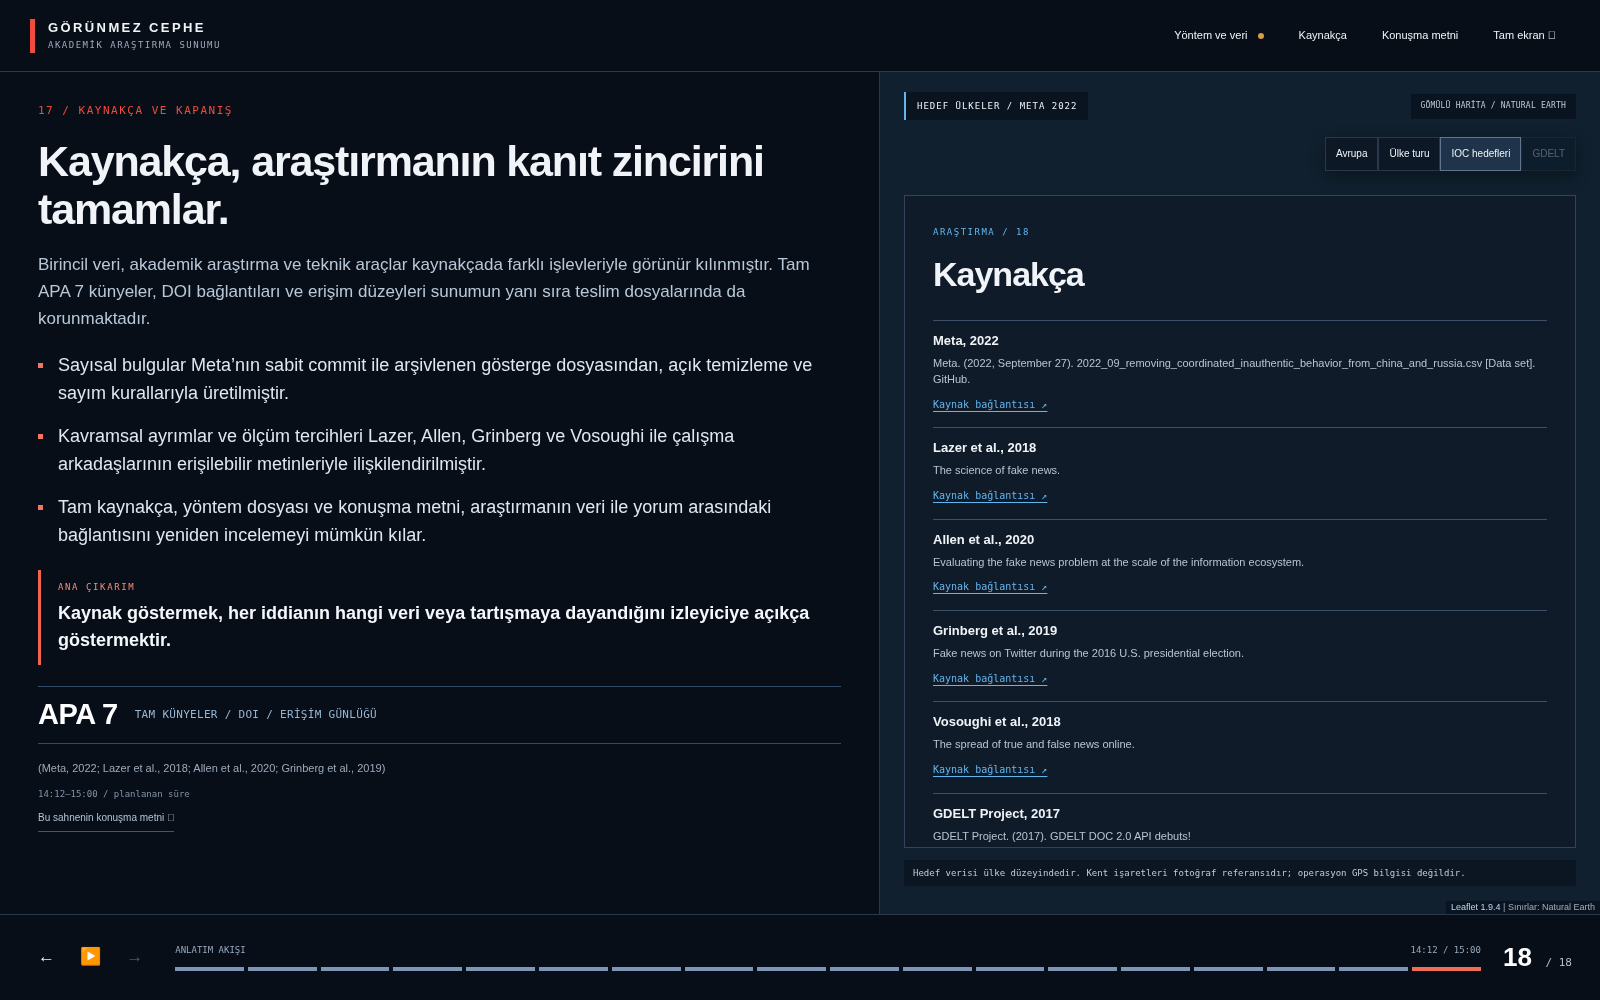 GÖRÜNMEZ CEPHE
AKADEMİK ARAŞTIRMA SUNUMU
Yöntem ve veri
Kaynakça
Konuşma metni
Tam ekran
17 / KAYNAKÇA VE KAPANIŞ
Kaynakça, araştırmanın kanıt zincirini
tamamlar.
Birincil veri, akademik araştırma ve teknik araçlar kaynakçada farklı işlevleriyle görünür kılınmıştır. Tam
APA 7 künyeler, DOI bağlantıları ve erişim düzeyleri sunumun yanı sıra teslim dosyalarında da
korunmaktadır.
Sayısal bulgular Meta’nın sabit commit ile arşivlenen gösterge dosyasından, açık temizleme ve
sayım kurallarıyla üretilmiştir.
Kavramsal ayrımlar ve ölçüm tercihleri Lazer, Allen, Grinberg ve Vosoughi ile çalışma
arkadaşlarının erişilebilir metinleriyle ilişkilendirilmiştir.
Tam kaynakça, yöntem dosyası ve konuşma metni, araştırmanın veri ile yorum arasındaki
bağlantısını yeniden incelemeyi mümkün kılar.
ANA ÇIKARIM
Kaynak göstermek, her iddianın hangi veri veya tartışmaya dayandığını izleyiciye açıkça
göstermektir.
APA 7 TAM KÜNYELER / DOI / ERİŞİM GÜNLÜĞÜ
(Meta, 2022; Lazer et al., 2018; Allen et al., 2020; Grinberg et al., 2019)
14:12–15:00 / planlanan süre
Bu sahnenin konuşma metni
HEDEF ÜLKELER / META 2022
GÖMÜLÜ HARİTA / NATURAL EARTH
Avrupa
Ülke turu
IOC hedefleri
GDELT
ARAŞTIRMA / 18
Kaynakça
Meta, 2022
Meta. (2022, September 27). 2022_09_removing_coordinated_inauthentic_behavior_from_china_and_russia.csv [Data set].
GitHub.
Kaynak bağlantısı ↗
Lazer et al., 2018
The science of fake news.
Kaynak bağlantısı ↗
Allen et al., 2020
Evaluating the fake news problem at the scale of the information ecosystem.
Kaynak bağlantısı ↗
Grinberg et al., 2019
Fake news on Twitter during the 2016 U.S. presidential election.
Kaynak bağlantısı ↗
Vosoughi et al., 2018
The spread of true and false news online.
Kaynak bağlantısı ↗
GDELT Project, 2017
GDELT Project. (2017). GDELT DOC 2.0 API debuts!
Hedef verisi ülke düzeyindedir. Kent işaretleri fotoğraf referansıdır; operasyon GPS bilgisi değildir.
Leaflet 1.9.4 | Sınırlar: Natural Earth
← ▶ →
ANLATIM AKIŞI
14:12 / 15:00
18 / 18